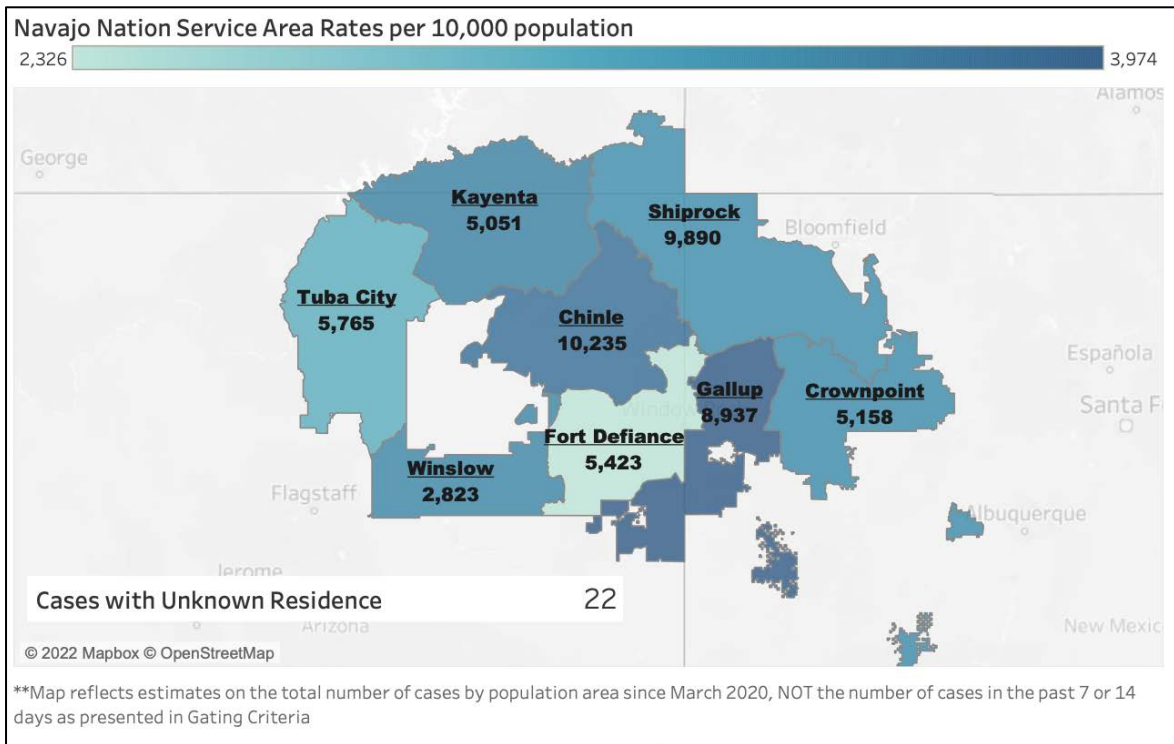 Navajo Nation Service Area Rates per 10,000 population
2,326
3,974
Alamos
George
Kayenta
5,051
Shiprock
9,890
Bloomfield
Tuba City
5,765
Chinle
10,235
Española
Gallup
8,937
Crownpoint
5,158
Santa F
Window
Fort Defiance
5,423
Winslow
2,823
Flagstaff
Albuquerque
Jerome
Cases with Unknown Residence 22
Arizona
New Mexic
© 2022 Mapbox © OpenStreetMap
**Map reflects estimates on the total number of cases by population area since March 2020, NOT the number of cases in the past 7 or 14
days as presented in Gating Criteria